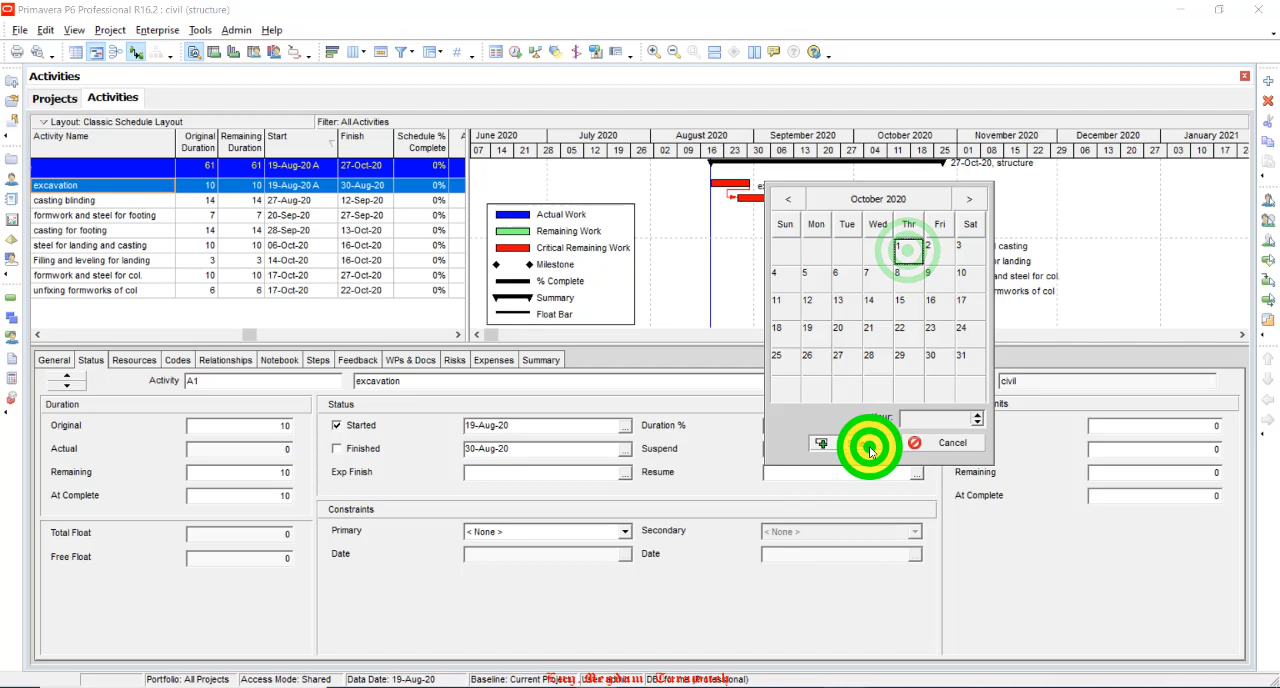 Primavera P6 Professional R16.2 : civil (structure)
File Edit View Project Enterprise Tools Admin Help
Activities
Projects Activities
Layout: Classic Schedule Layout Filter: All Activities
Activity Name Original Duration Remaining Duration Start Finish Schedule % Complete A
June 2020 July 2020 August 2020 September 2020 October 2020 November 2020 December 2020 January 2021
07 14 21 28 05 12 19 26 02 09 16 23 30 06 13 20 27 04 11 18 25 01 08 15 22 29 06 13 20 27 03 10 17 2
61 61 19-Aug-20 A 27-Oct-20 0%
27-Oct-20, structure
excavation 10 10 19-Aug-20 A 30-Aug-20 0%
casting blinding 14 14 27-Aug-20 12-Sep-20 0%
formwork and steel for footing 7 7 20-Sep-20 27-Sep-20 0%
casting for footing 14 14 28-Sep-20 13-Oct-20 0%
steel for landing and casting 10 10 06-Oct-20 16-Oct-20 0%
Filling and leveling for landing 3 3 14-Oct-20 16-Oct-20 0%
formwork and steel for col. 10 10 17-Oct-20 27-Oct-20 0%
unfixing formworks of col 6 6 17-Oct-20 22-Oct-20 0%
Actual Work
Remaining Work
Critical Remaining Work
Milestone
% Complete
Summary
Float Bar
e
d casting
r landing
and steel for col.
rmworks of col
< October 2020 >
Sun Mon Tue Wed Thr Fri Sat
1 2 3
4 5 6 7 8 9 10
11 12 13 14 15 16 17
18 19 20 21 22 23 24
25 26 27 28 29 30 31
Cancel
General Status Resources Codes Relationships Notebook Steps Feedback WPs & Docs Risks Expenses Summary
Activity A1 excavation civil
Duration Status
Original 10 Started 19-Aug-20 Duration % 0
Actual 0 Finished 30-Aug-20 Suspend 0
Remaining 10 Exp Finish Resume Remaining 0
At Complete 10 At Complete 0
Constraints
Total Float 0 Primary < None > Secondary < None >
Free Float 0 Date Date
Portfolio: All Projects Access Mode: Shared Data Date: 19-Aug-20 Baseline: Current Project